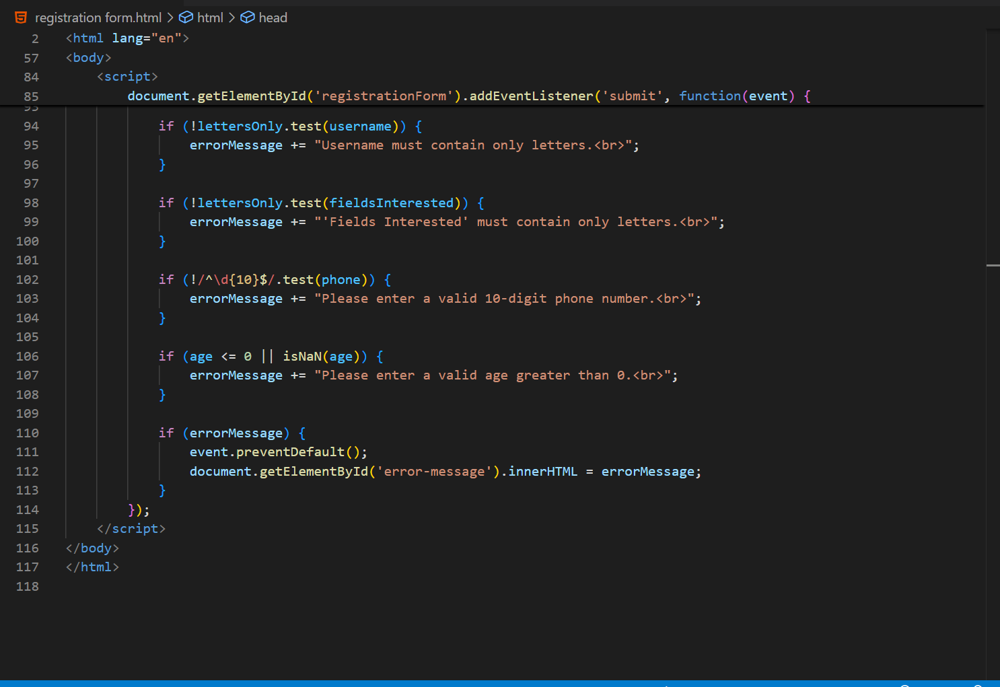 registration form.html > html > head
2 <html lang="en">
57 <body>
84 <script>
85 document.getElementById('registrationForm').addEventListener('submit', function(event) {
93
94 if (!lettersOnly.test(username)) {
95 errorMessage += "Username must contain only letters.<br>";
96 }
97
98 if (!lettersOnly.test(fieldsInterested)) {
99 errorMessage += "'Fields Interested' must contain only letters.<br>";
100 }
101
102 if (!/^\d{10}$/.test(phone)) {
103 errorMessage += "Please enter a valid 10-digit phone number.<br>";
104 }
105
106 if (age <= 0 || isNaN(age)) {
107 errorMessage += "Please enter a valid age greater than 0.<br>";
108 }
109
110 if (errorMessage) {
111 event.preventDefault();
112 document.getElementById('error-message').innerHTML = errorMessage;
113 }
114 });
115 </script>
116 </body>
117 </html>
118